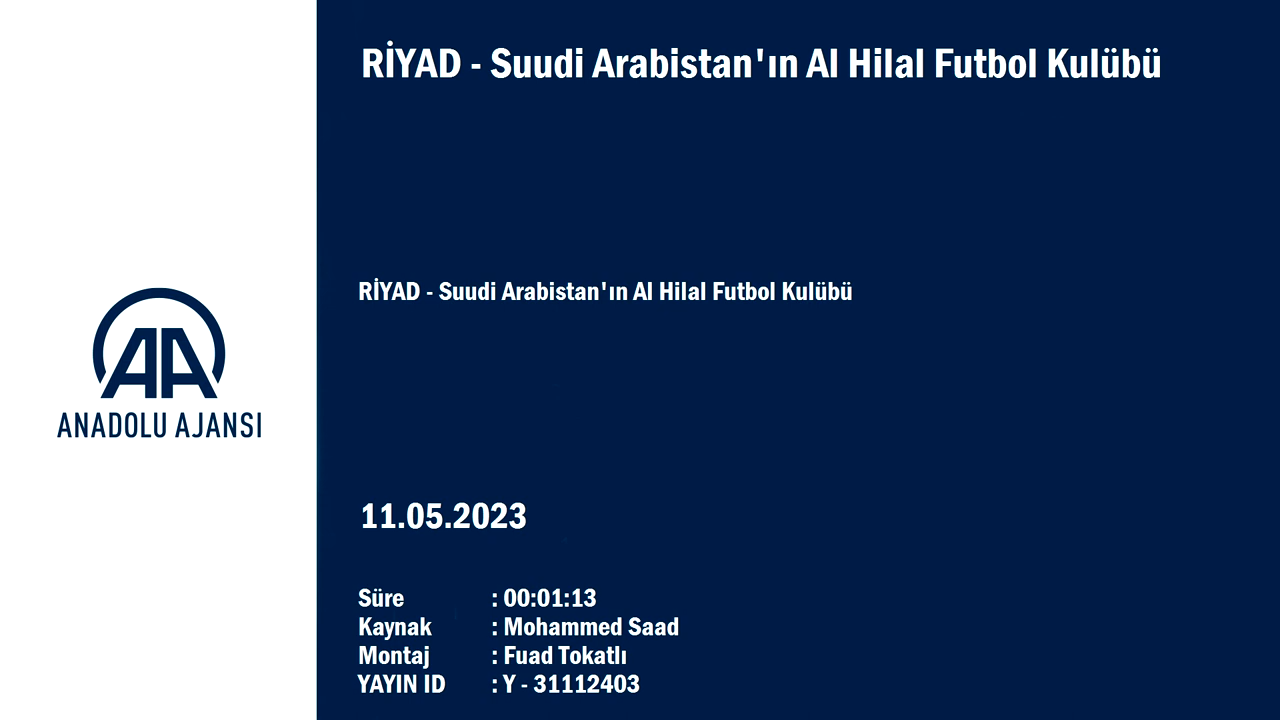 RİYAD - Suudi Arabistan'ın Al Hilal Futbol Kulübü
RİYAD - Suudi Arabistan'ın Al Hilal Futbol Kulübü
AA
ANADOLU AJANSI
11.05.2023
Süre : 00:01:13
Kaynak : Mohammed Saad
Montaj : Fuad Tokatlı
YAYIN ID : Y - 31112403